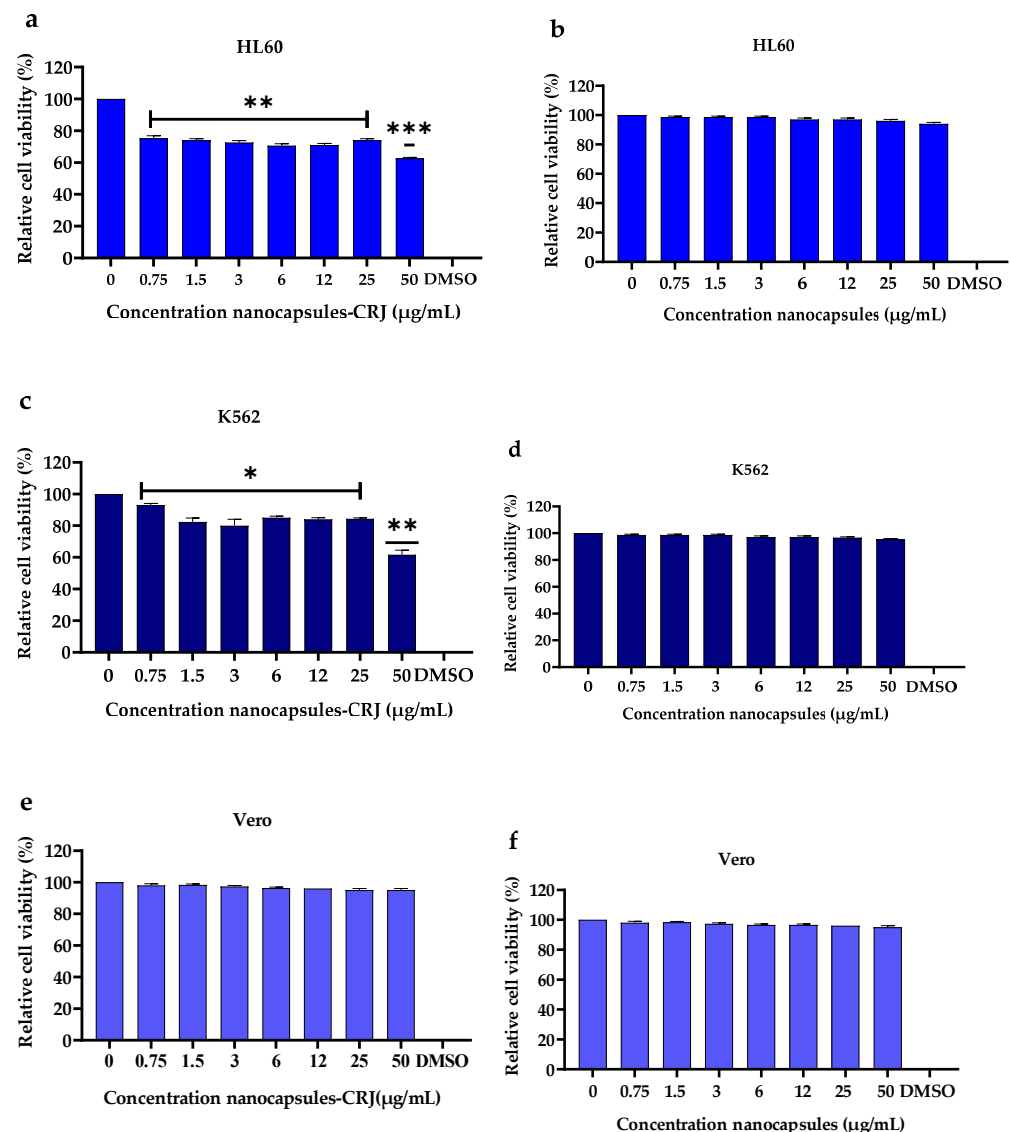 a
HL60
Relative cell viability (%)
120
100
80
60
40
20
0
**
***
0 0.75 1.5 3 6 12 25 50 DMSO
Concentration nanocapsules-CRJ (µg/mL)
b
HL60
Relative cell viability (%)
120
100
80
60
40
20
0
0 0.75 1.5 3 6 12 25 50 DMSO
Concentration nanocapsules (µg/mL)
c
K562
Relative cell viability (%)
120
100
80
60
40
20
0
*
**
0 0.75 1.5 3 6 12 25 50 DMSO
Concentration nanocapsules-CRJ (µg/mL)
d
K562
Relative cell viability (%)
120
100
80
60
40
20
0
0 0.75 1.5 3 6 12 25 50 DMSO
Concentration nanocapsules (µg/mL)
e
Vero
Relative cell viability (%)
120
100
80
60
40
20
0
0 0.75 1.5 3 6 12 25 50 DMSO
Concentration nanocapsules-CRJ(µg/mL)
f
Vero
Relative cell viability (%)
120
100
80
60
40
20
0
0 0.75 1.5 3 6 12 25 50 DMSO
Concentration nanocapsules (µg/mL)